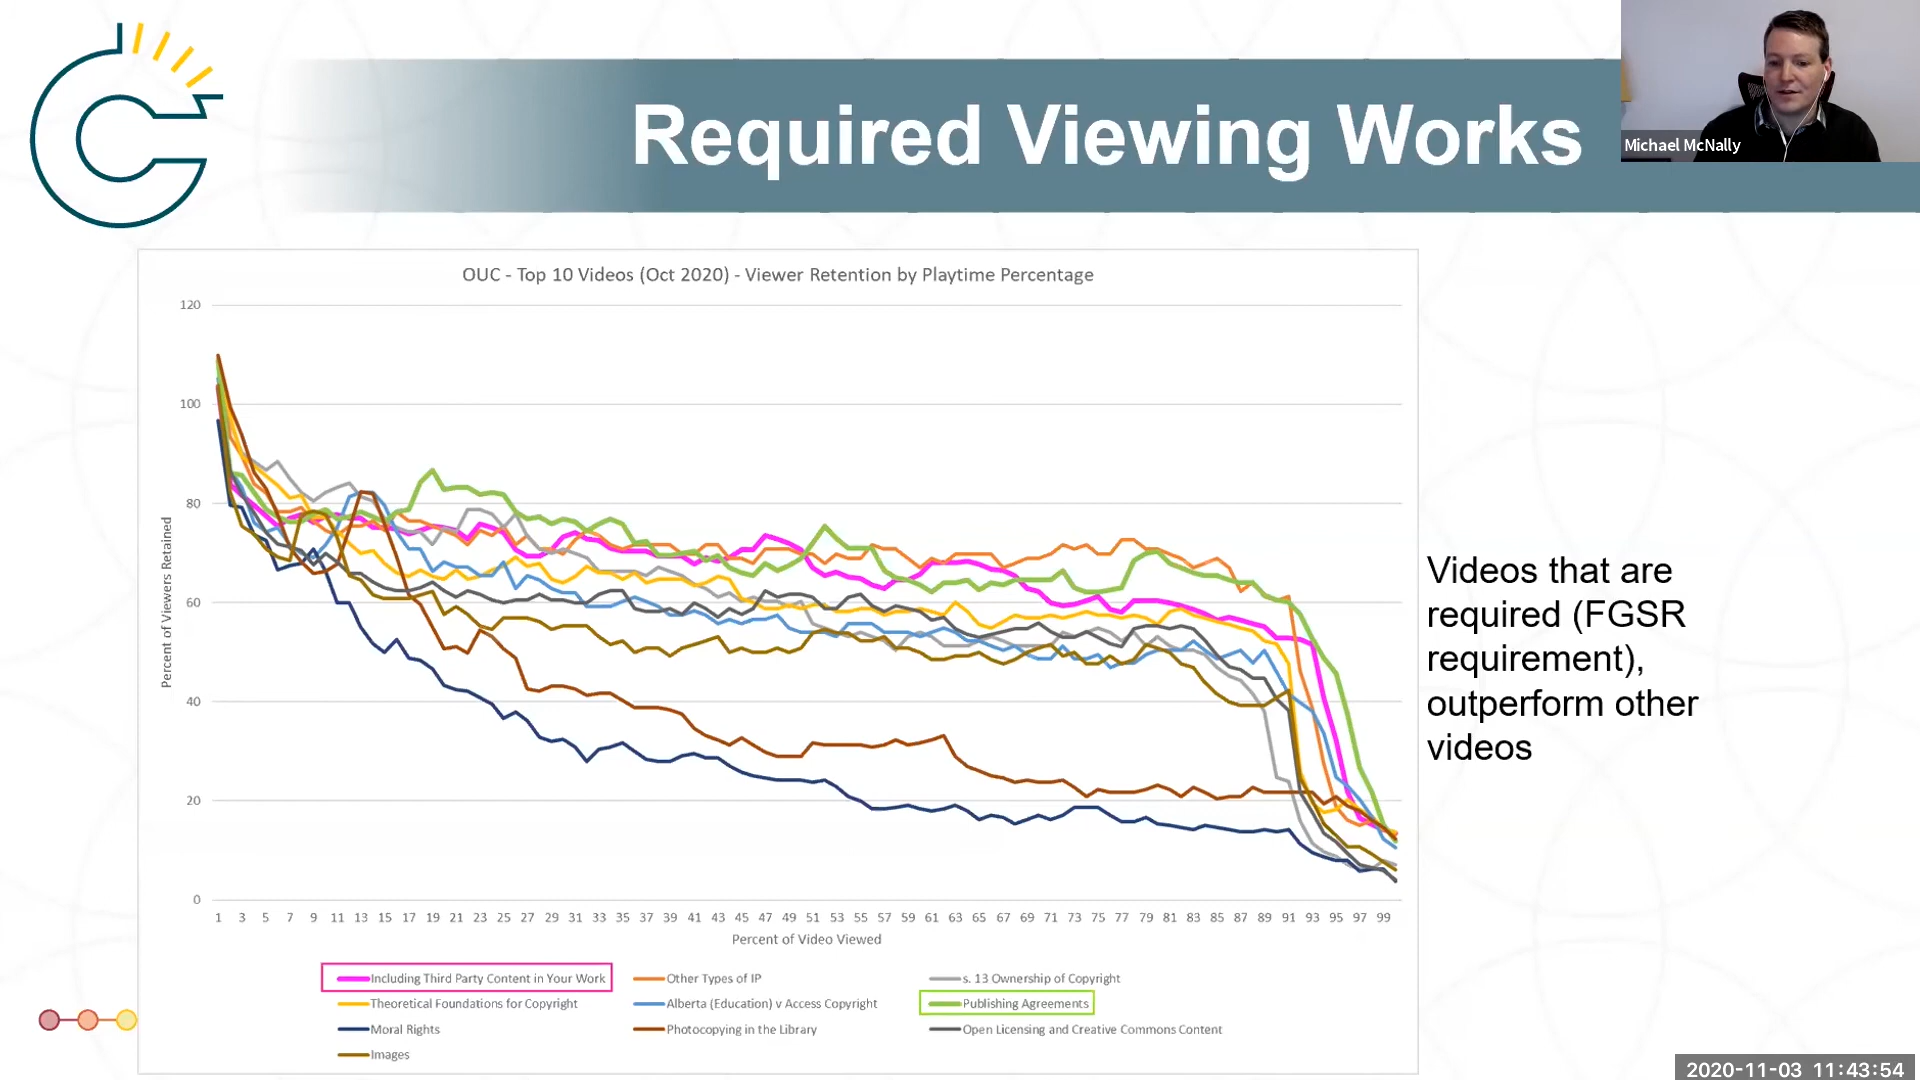 Required Viewing Works
Michael McNally
OUC - Top 10 Videos (Oct 2020) - Viewer Retention by Playtime Percentage
120
100
80
60
40
20
0
Percent of Viewers Retained
1 3 5 7 9 11 13 15 17 19 21 23 25 27 29 31 33 35 37 39 41 43 45 47 49 51 53 55 57 59 61 63 65 67 69 71 73 75 77 79 81 83 85 87 89 91 93 95 97 99
Percent of Video Viewed
Including Third Party Content in Your Work
Other Types of IP
s. 13 Ownership of Copyright
Theoretical Foundations for Copyright
Alberta (Education) v Access Copyright
Publishing Agreements
Moral Rights
Photocopying in the Library
Open Licensing and Creative Commons Content
Images
Videos that are
required (FGSR
requirement),
outperform other
videos
2020-11-03 11:43:54